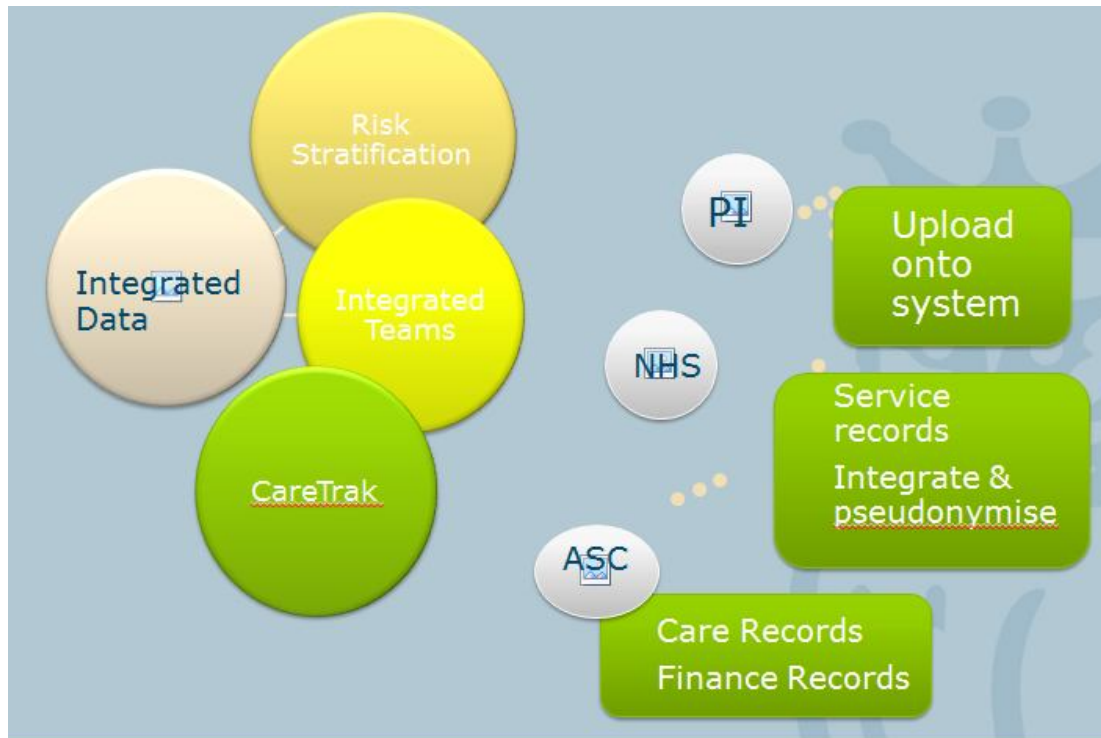 Risk
Stratification
Integrated
Data
Integrated
Teams
CareTrak
PI
Upload
onto
system
NHS
Service
records
Integrate &
pseudonymise
ASC
Care Records
Finance Records